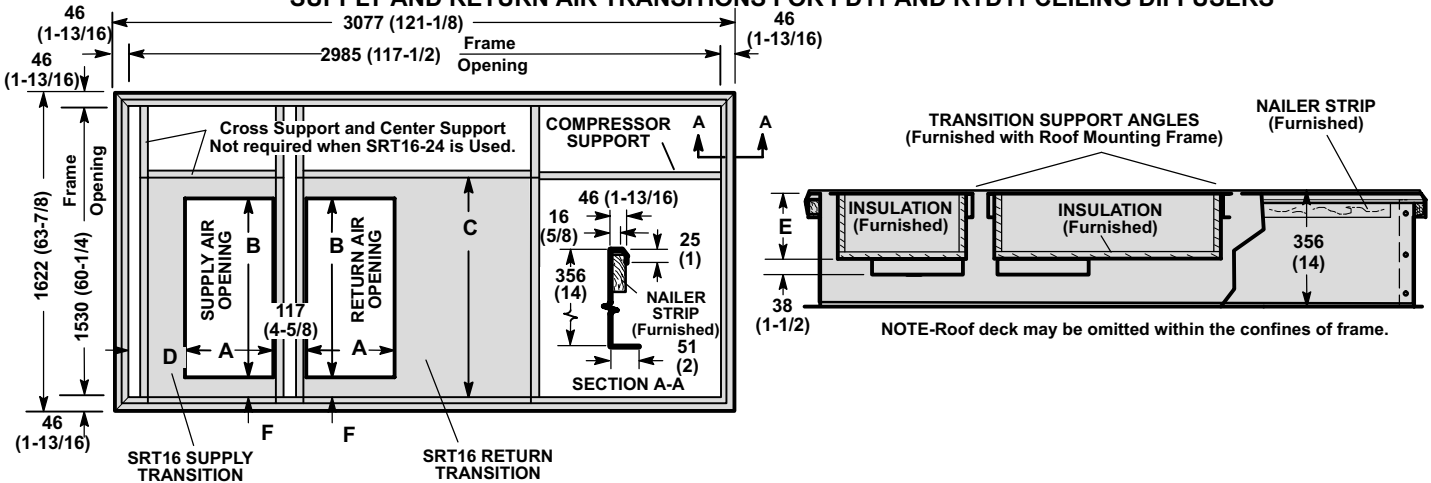 SUPPLY AND RETURN AIR TRANSITIONS FOR FD11 AND RTD11 CEILING DIFFUSERS
46
(1-13/16)
3077 (121-1/8)
46
(1-13/16)
46
(1-13/16)
2985 (117-1/2)
Frame
Opening
1622 (63-7/8)
1530 (60-1/4)
Frame
Opening
Cross Support and Center Support
Not required when SRT16-24 is Used.
COMPRESSOR
SUPPORT
A
A
SUPPLY AIR
OPENING
B
B
RETURN AIR
OPENING
C
117
(4-5/8)
D
A
A
46 (1-13/16)
16
(5/8)
25
(1)
356
(14)
NAILER
STRIP
(Furnished)
51
(2)
SECTION A-A
46
(1-13/16)
F
F
SRT16 SUPPLY
TRANSITION
SRT16 RETURN
TRANSITION
TRANSITION SUPPORT ANGLES
(Furnished with Roof Mounting Frame)
NAILER STRIP
(Furnished)
E
INSULATION
(Furnished)
INSULATION
(Furnished)
356
(14)
38
(1-1/2)
NOTE-Roof deck may be omitted within the confines of frame.